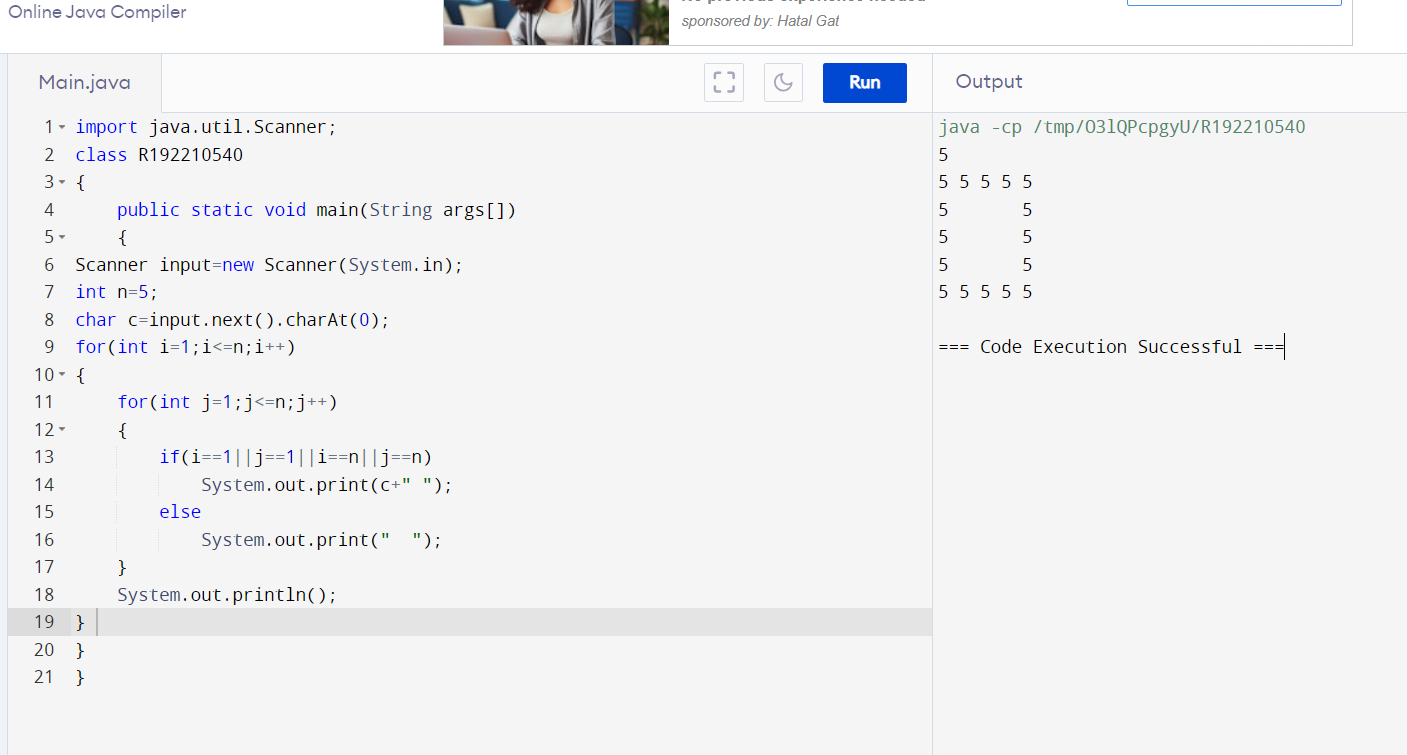 Online Java Compiler
sponsored by: Hatal Gat
Main.java
Run
Output
1 import java.util.Scanner;
2 class R192210540
3 {
4     public static void main(String args[])
5     {
6 Scanner input=new Scanner(System.in);
7 int n=5;
8 char c=input.next().charAt(0);
9 for(int i=1;i<=n;i++)
10 {
11     for(int j=1;j<=n;j++)
12     {
13         if(i==1||j==1||i==n||j==n)
14             System.out.print(c+" ");
15         else
16             System.out.print("  ");
17     }
18     System.out.println();
19 }
20 }
21 }
java -cp /tmp/O3lQPcpgyU/R192210540
5
5 5 5 5 5
5       5
5       5
5       5
5 5 5 5 5
=== Code Execution Successful ===